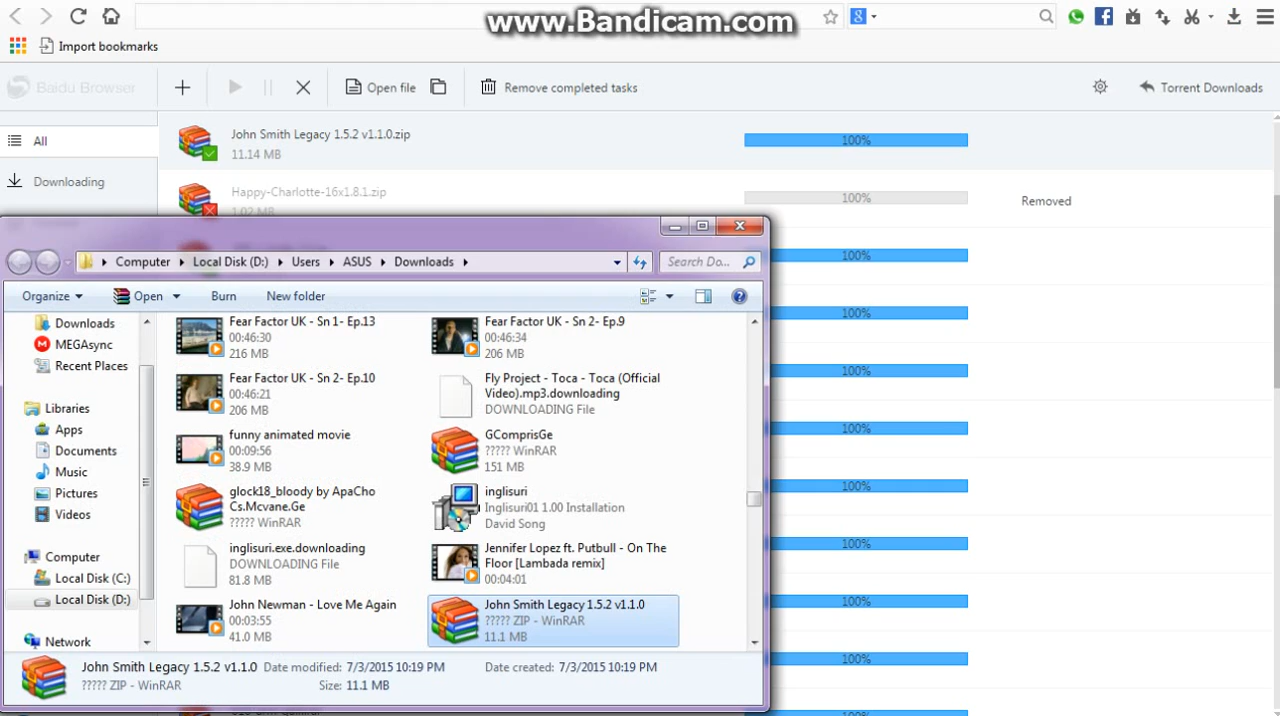 www.Bandicam.com
Import bookmarks
Baidu Browser
Open file
Remove completed tasks
Torrent Downloads
All
John Smith Legacy 1.5.2 v1.1.0.zip
100%
11.14 MB
Downloading
Happy-Charlotte-16x1.8.1.zip
100%
Removed
1.02 MB
Computer
Local Disk (D:)
Users
ASUS
Downloads
Search Do...
100%
Organize
Open
Burn
New folder
100%
Downloads
MEGAsync
Recent Places
Libraries
Apps
Documents
Music
Pictures
Videos
Computer
Local Disk (C:)
Local Disk (D:)
Network
Fear Factor UK - Sn 1- Ep.13
00:46:30
216 MB
Fear Factor UK - Sn 2- Ep.9
00:46:34
206 MB
Fear Factor UK - Sn 2- Ep.10
00:46:21
206 MB
Fly Project - Toca - Toca (Official
Video).mp3.downloading
DOWNLOADING File
funny animated movie
00:09:56
38.9 MB
GComprisGe
????? WinRAR
151 MB
glock18_bloody by ApaCho
Cs.Mcvane.Ge
????? WinRAR
inglisuri
Inglisuri01 1.00 Installation
David Song
inglisuri.exe.downloading
DOWNLOADING File
81.8 MB
Jennifer Lopez ft. Putbull - On The
Floor [Lambada remix]
00:04:01
John Newman - Love Me Again
00:03:55
41.0 MB
John Smith Legacy 1.5.2 v1.1.0
????? ZIP - WinRAR
11.1 MB
100%
100%
100%
100%
100%
100%
100%
John Smith Legacy 1.5.2 v1.1.0
Date modified: 7/3/2015 10:19 PM
Date created: 7/3/2015 10:19 PM
????? ZIP - WinRAR
Size: 11.1 MB